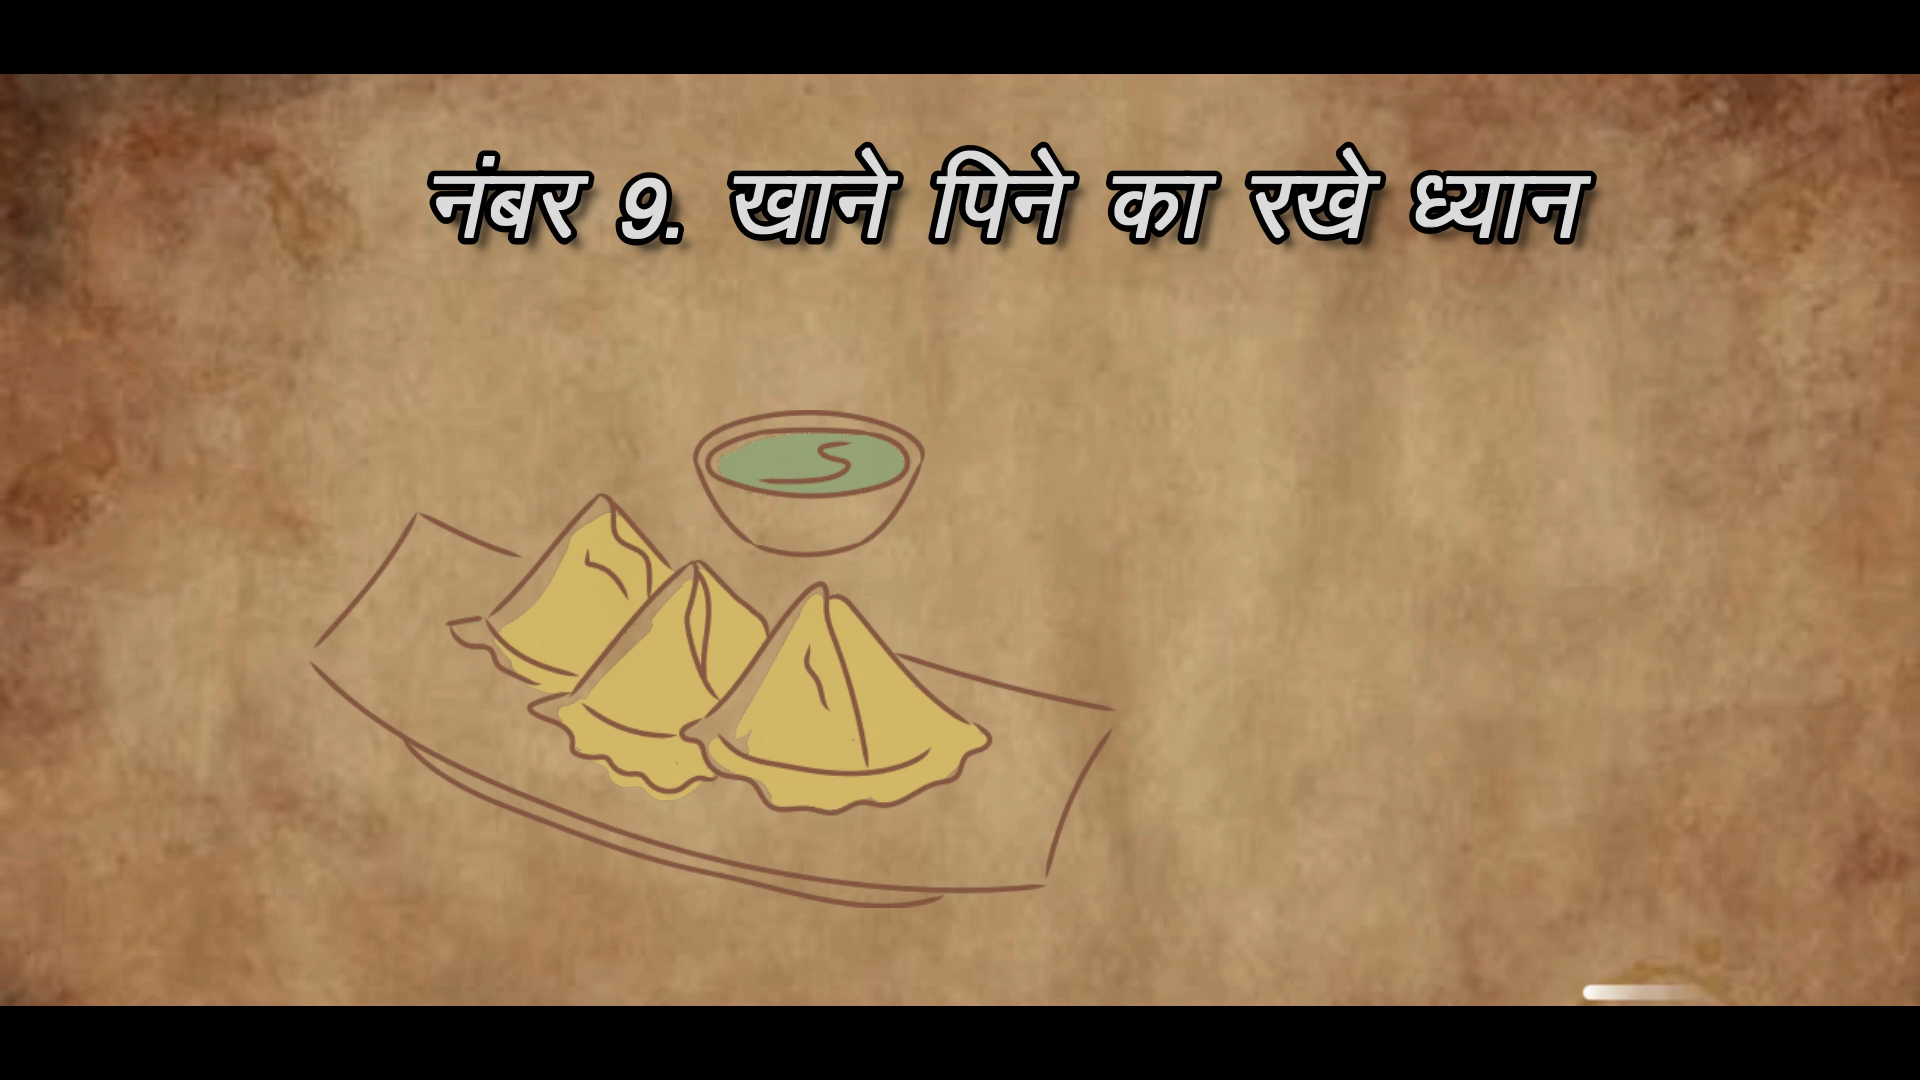 नंबर 9. खाने पिने का रखे ध्यान